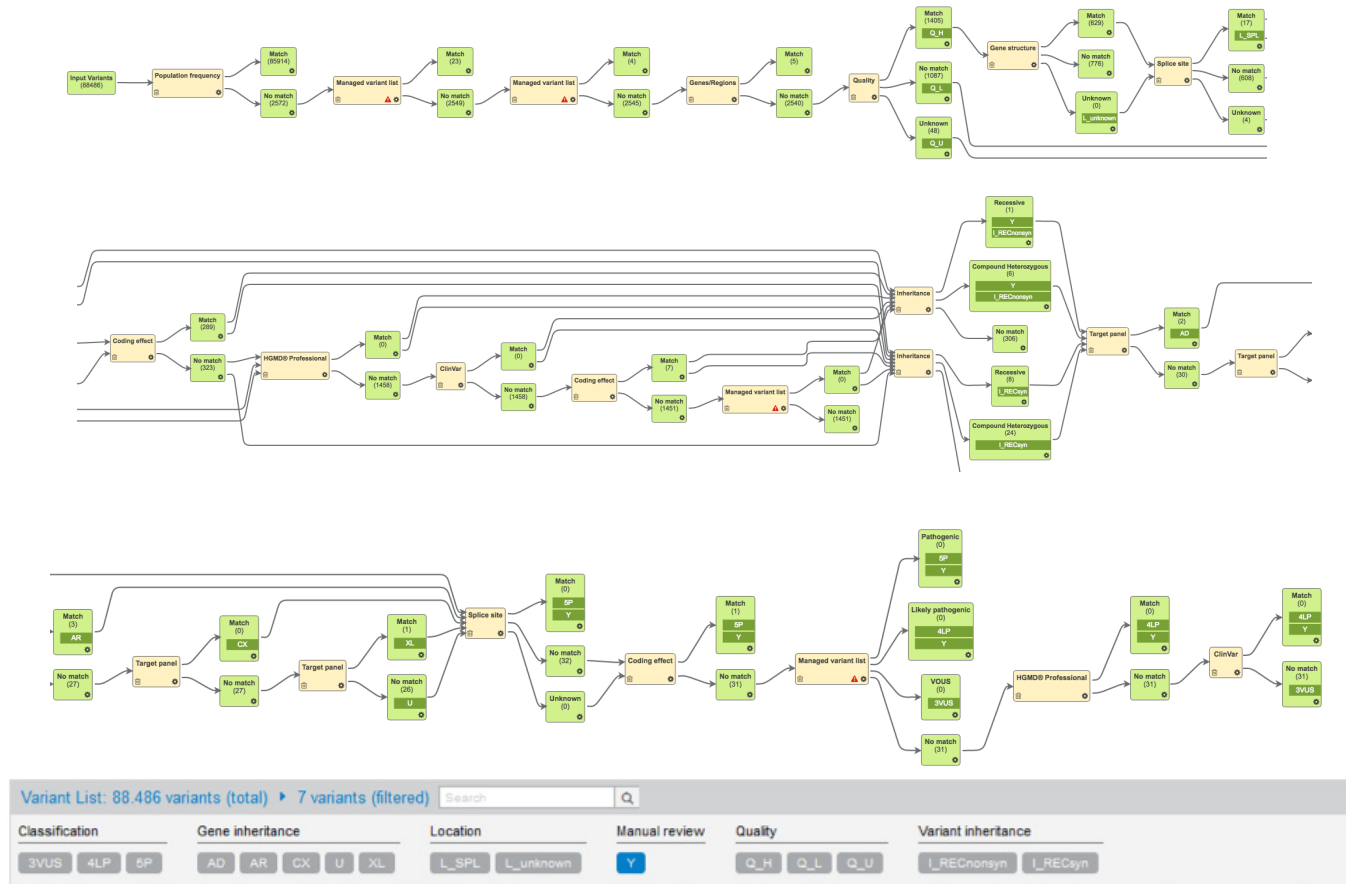 Input Variants
(88486)
Population frequency
Match
(85914)
No match
(2572)
Managed variant list
Match
(23)
No match
(2549)
Managed variant list
Match
(4)
No match
(2545)
Genes/Regions
Match
(5)
No match
(2540)
Quality
Match
(1405)
Q_H
No match
(1087)
Q_L
Unknown
(48)
Q_U
Gene structure
Match
(629)
No match
(776)
Unknown
(0)
L_unknown
Splice site
Match
(17)
L_SPL
No match
(608)
Unknown
(4)
Coding effect
Match
(289)
No match
(323)
HGMD® Professional
Match
(0)
No match
(1458)
ClinVar
Match
(0)
No match
(1458)
Coding effect
Match
(7)
No match
(1451)
Managed variant list
Match
(0)
No match
(1451)
Inheritance
Inheritance
Recessive
(1)
Y
I_RECnonsyn
Compound Heterozygous
(6)
Y
I_RECnonsyn
No match
(306)
Recessive
(8)
I_RECsyn
Compound Heterozygous
(24)
I_RECsyn
Target panel
Match
(2)
AD
No match
(30)
Target panel
Match
(3)
AR
No match
(27)
Target panel
Match
(0)
CX
No match
(27)
Target panel
Match
(1)
XL
No match
(26)
U
Splice site
Match
(0)
5P
Y
No match
(32)
Unknown
(0)
Coding effect
Match
(1)
5P
Y
No match
(31)
Managed variant list
Pathogenic
(0)
5P
Y
Likely pathogenic
(0)
4LP
Y
VOUS
(0)
3VUS
No match
(31)
HGMD® Professional
Match
(0)
4LP
Y
No match
(31)
ClinVar
Match
(0)
4LP
Y
No match
(31)
3VUS
Variant List: 88.486 variants (total) 7 variants (filtered) Search
Classification Gene inheritance Location Manual review Quality Variant inheritance
3VUS 4LP 5P AD AR CX U XL L_SPL L_unknown Y Q_H Q_L Q_U I_RECnonsyn I_RECsyn